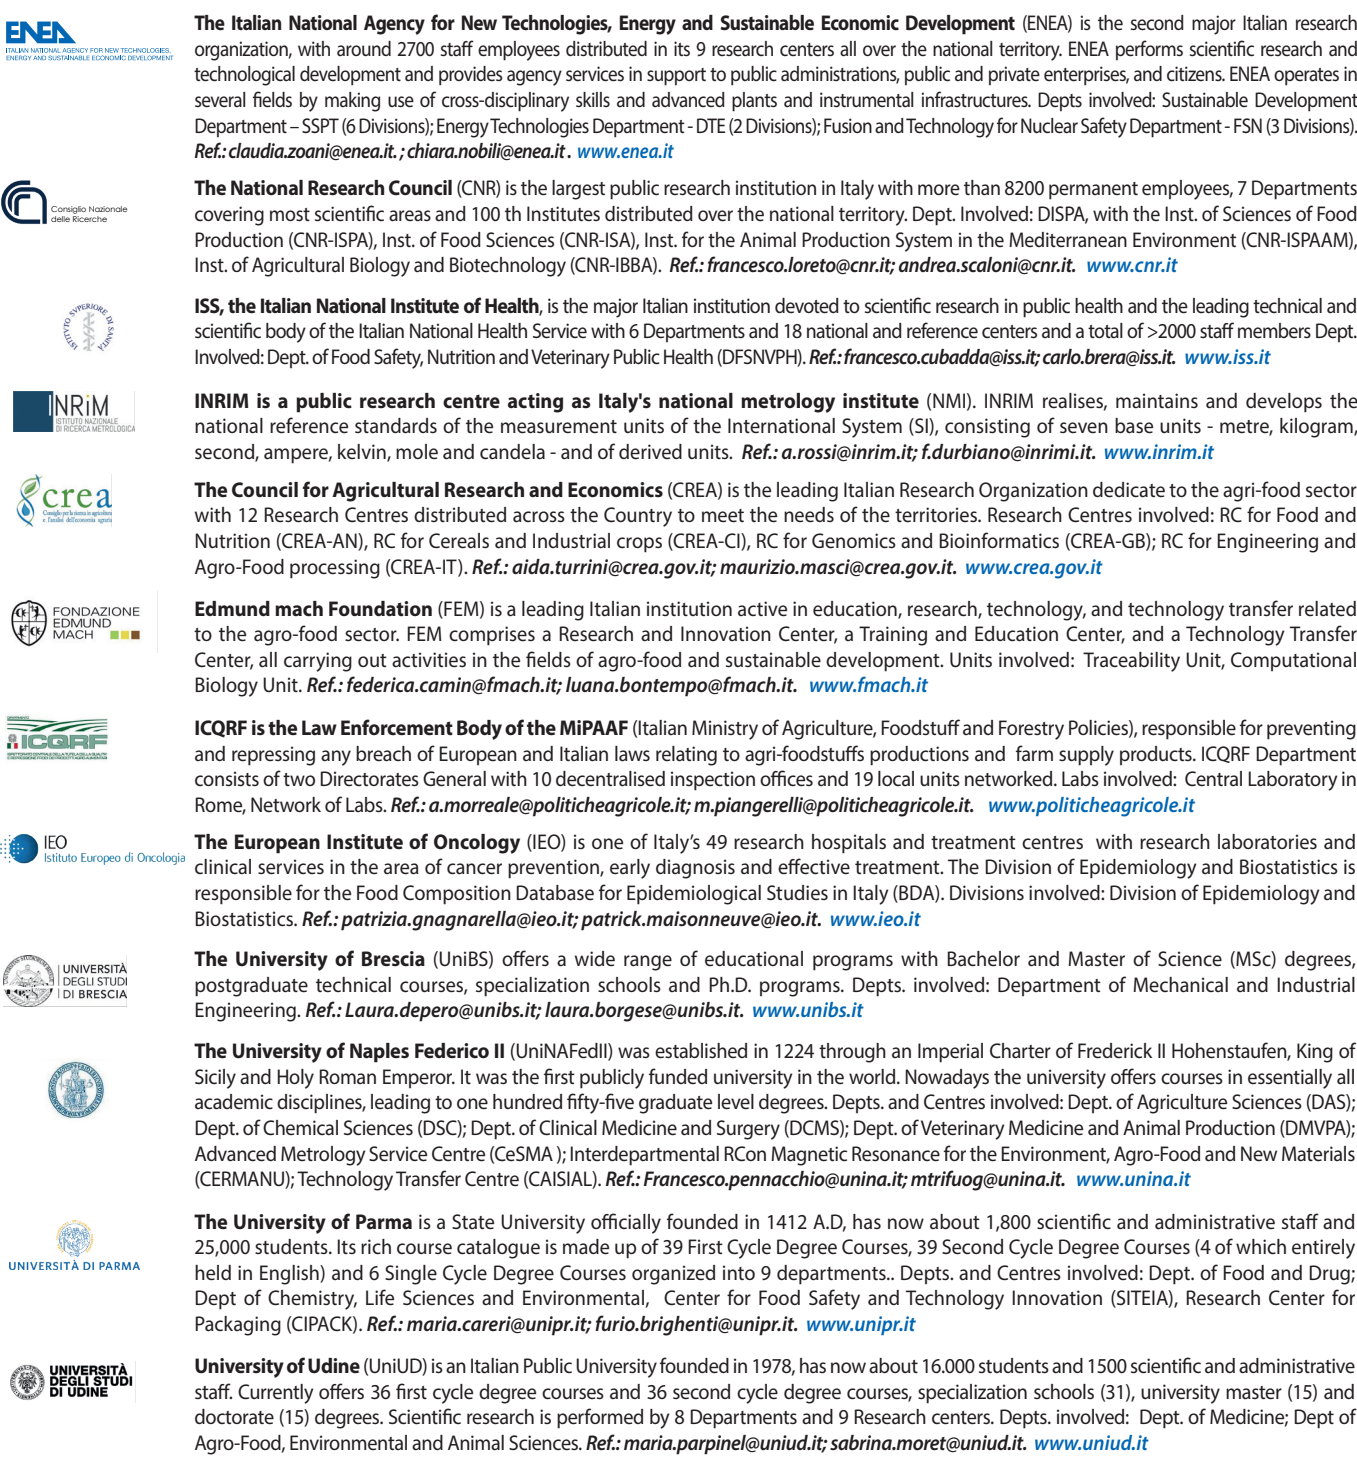 ENEA
ITALIAN NATIONAL AGENCY FOR NEW TECHNOLOGIES,
ENERGY AND SUSTAINABLE ECONOMIC DEVELOPMENT
The Italian National Agency for New Technologies, Energy and Sustainable Economic Development (ENEA) is the second major Italian research
organization, with around 2700 staff employees distributed in its 9 research centers all over the national territory. ENEA performs scientific research and
technological development and provides agency services in support to public administrations, public and private enterprises, and citizens. ENEA operates in
several fields by making use of cross-disciplinary skills and advanced plants and instrumental infrastructures. Depts involved: Sustainable Development
Department – SSPT (6 Divisions); Energy Technologies Department - DTE (2 Divisions); Fusion and Technology for Nuclear Safety Department - FSN (3 Divisions).
Ref.: claudia.zoani@enea.it. ; chiara.nobili@enea.it . www.enea.it
Consiglio Nazionale
delle Ricerche
The National Research Council (CNR) is the largest public research institution in Italy with more than 8200 permanent employees, 7 Departments
covering most scientific areas and 100 th Institutes distributed over the national territory. Dept. Involved: DISPA, with the Inst. of Sciences of Food
Production (CNR-ISPA), Inst. of Food Sciences (CNR-ISA), Inst. for the Animal Production System in the Mediterranean Environment (CNR-ISPAAM),
Inst. of Agricultural Biology and Biotechnology (CNR-IBBA). Ref.: francesco.loreto@cnr.it; andrea.scaloni@cnr.it. www.cnr.it
ISTITUTO SVPERIORE DI SANITÀ
ISS, the Italian National Institute of Health, is the major Italian institution devoted to scientific research in public health and the leading technical and
scientific body of the Italian National Health Service with 6 Departments and 18 national and reference centers and a total of >2000 staff members Dept.
Involved: Dept. of Food Safety, Nutrition and Veterinary Public Health (DFSNVPH). Ref.: francesco.cubadda@iss.it; carlo.brera@iss.it. www.iss.it
INRiM
ISTITUTO NAZIONALE
DI RICERCA METROLOGICA
INRIM is a public research centre acting as Italy's national metrology institute (NMI). INRIM realises, maintains and develops the
national reference standards of the measurement units of the International System (SI), consisting of seven base units - metre, kilogram,
second, ampere, kelvin, mole and candela - and of derived units. Ref.: a.rossi@inrim.it; f.durbiano@inrimi.it. www.inrim.it
crea
Consiglio per la ricerca in agricoltura
e l'analisi dell'economia agraria
The Council for Agricultural Research and Economics (CREA) is the leading Italian Research Organization dedicate to the agri-food sector
with 12 Research Centres distributed across the Country to meet the needs of the territories. Research Centres involved: RC for Food and
Nutrition (CREA-AN), RC for Cereals and Industrial crops (CREA-CI), RC for Genomics and Bioinformatics (CREA-GB); RC for Engineering and
Agro-Food processing (CREA-IT). Ref.: aida.turrini@crea.gov.it; maurizio.masci@crea.gov.it. www.crea.gov.it
FONDAZIONE
EDMUND
MACH
Edmund mach Foundation (FEM) is a leading Italian institution active in education, research, technology, and technology transfer related
to the agro-food sector. FEM comprises a Research and Innovation Center, a Training and Education Center, and a Technology Transfer
Center, all carrying out activities in the fields of agro-food and sustainable development. Units involved: Traceability Unit, Computational
Biology Unit. Ref.: federica.camin@fmach.it; luana.bontempo@fmach.it. www.fmach.it
ICQRF
ICQRF is the Law Enforcement Body of the MiPAAF (Italian Ministry of Agriculture, Foodstuff and Forestry Policies), responsible for preventing
and repressing any breach of European and Italian laws relating to agri-foodstuffs productions and farm supply products. ICQRF Department
consists of two Directorates General with 10 decentralised inspection offices and 19 local units networked. Labs involved: Central Laboratory in
Rome, Network of Labs. Ref.: a.morreale@politicheagricole.it; m.piangerelli@politicheagricole.it. www.politicheagricole.it
IEO
Istituto Europeo di Oncologia
The European Institute of Oncology (IEO) is one of Italy's 49 research hospitals and treatment centres with research laboratories and
clinical services in the area of cancer prevention, early diagnosis and effective treatment. The Division of Epidemiology and Biostatistics is
responsible for the Food Composition Database for Epidemiological Studies in Italy (BDA). Divisions involved: Division of Epidemiology and
Biostatistics. Ref.: patrizia.gnagnarella@ieo.it; patrick.maisonneuve@ieo.it. www.ieo.it
UNIVERSITÀ
DEGLI STUDI
DI BRESCIA
The University of Brescia (UniBS) offers a wide range of educational programs with Bachelor and Master of Science (MSc) degrees,
postgraduate technical courses, specialization schools and Ph.D. programs. Depts. involved: Department of Mechanical and Industrial
Engineering. Ref.: Laura.depero@unibs.it; laura.borgese@unibs.it. www.unibs.it
The University of Naples Federico II (UniNAFedII) was established in 1224 through an Imperial Charter of Frederick II Hohenstaufen, King of
Sicily and Holy Roman Emperor. It was the first publicly funded university in the world. Nowadays the university offers courses in essentially all
academic disciplines, leading to one hundred fifty-five graduate level degrees. Depts. and Centres involved: Dept. of Agriculture Sciences (DAS);
Dept. of Chemical Sciences (DSC); Dept. of Clinical Medicine and Surgery (DCMS); Dept. of Veterinary Medicine and Animal Production (DMVPA);
Advanced Metrology Service Centre (CeSMA ); Interdepartmental RCon Magnetic Resonance for the Environment, Agro-Food and New Materials
(CERMANU); Technology Transfer Centre (CAISIAL). Ref.: Francesco.pennacchio@unina.it; mtrifuog@unina.it. www.unina.it
UNIVERSITÀ DI PARMA
The University of Parma is a State University officially founded in 1412 A.D, has now about 1,800 scientific and administrative staff and
25,000 students. Its rich course catalogue is made up of 39 First Cycle Degree Courses, 39 Second Cycle Degree Courses (4 of which entirely
held in English) and 6 Single Cycle Degree Courses organized into 9 departments.. Depts. and Centres involved: Dept. of Food and Drug;
Dept of Chemistry, Life Sciences and Environmental, Center for Food Safety and Technology Innovation (SITEIA), Research Center for
Packaging (CIPACK). Ref.: maria.careri@unipr.it; furio.brighenti@unipr.it. www.unipr.it
UNIVERSITÀ
DEGLI STUDI
DI UDINE
University of Udine (UniUD) is an Italian Public University founded in 1978, has now about 16.000 students and 1500 scientific and administrative
staff. Currently offers 36 first cycle degree courses and 36 second cycle degree courses, specialization schools (31), university master (15) and
doctorate (15) degrees. Scientific research is performed by 8 Departments and 9 Research centers. Depts. involved: Dept. of Medicine; Dept of
Agro-Food, Environmental and Animal Sciences. Ref.: maria.parpinel@uniud.it; sabrina.moret@uniud.it. www.uniud.it